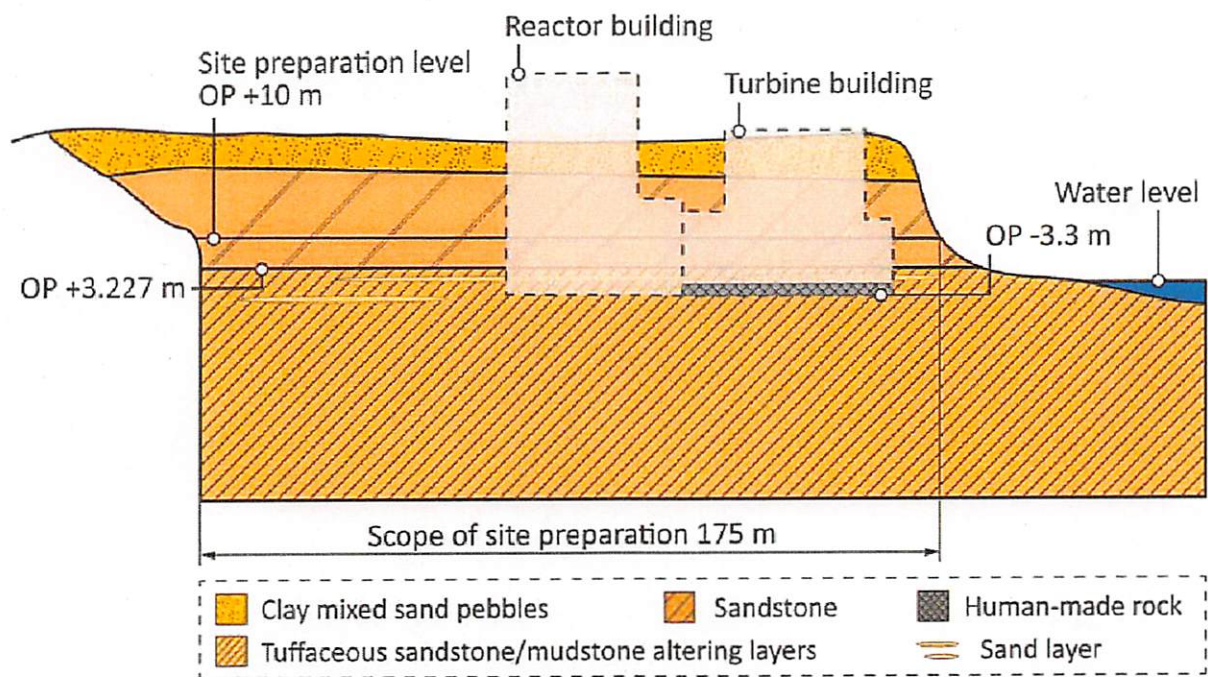 Reactor building
Site preparation level
OP +10 m
Turbine building
Water level
OP -3.3 m
OP +3.227 m
Scope of site preparation 175 m
Clay mixed sand pebbles
Sandstone
Human-made rock
Tuffaceous sandstone/mudstone altering layers
Sand layer